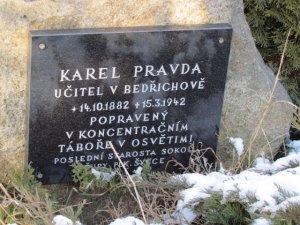 KAREL PRAVDA
UČITEL V BEDŘICHOVĚ
*14.10.1882 +15.3.1942
POPRAVENÝ
V KONCENTRAČNÍM
TÁBOŘE V OSVĚTIMI
POSLEDNÍ STAROSTA SOKOL